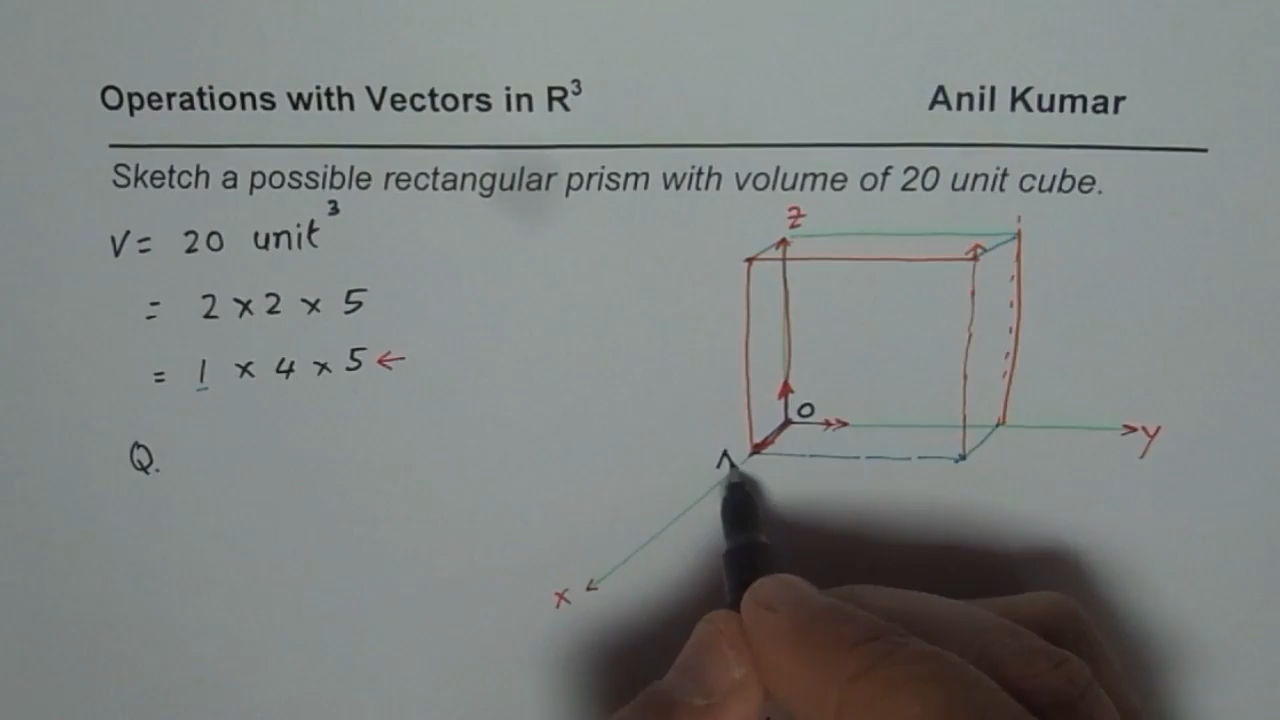 Operations with Vectors in R³ Anil Kumar
Sketch a possible rectangular prism with volume of 20 unit cube.
V = 20 unit³
= 2 × 2 × 5
= 1 × 4 × 5 ←
Q.
z
O
y
x